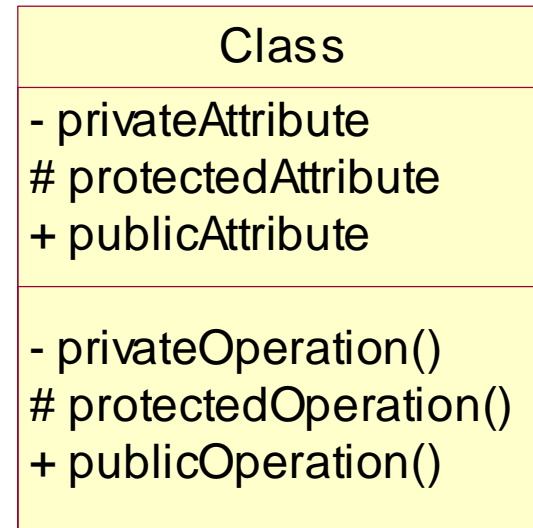 Class
- privateAttribute
# protectedAttribute
+ publicAttribute
- privateOperation()
# protectedOperation()
+ publicOperation()